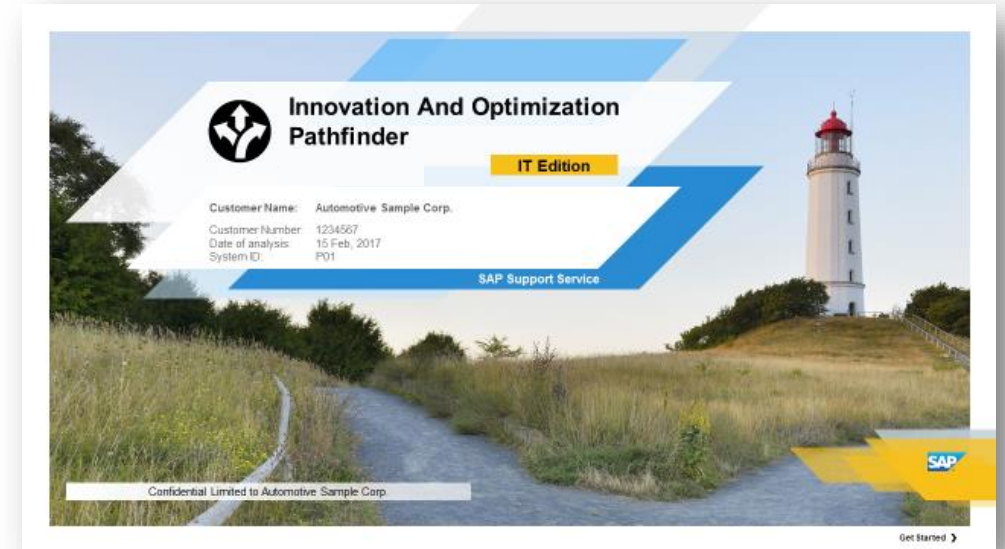 Innovation And Optimization
Pathfinder
IT Edition
Customer Name: Automotive Sample Corp.
Customer Number: 1234567
Date of analysis: 15 Feb, 2017
System ID: P01
SAP Support Service
SAP
Confidential Limited to Automotive Sample Corp.
Get Started ❯